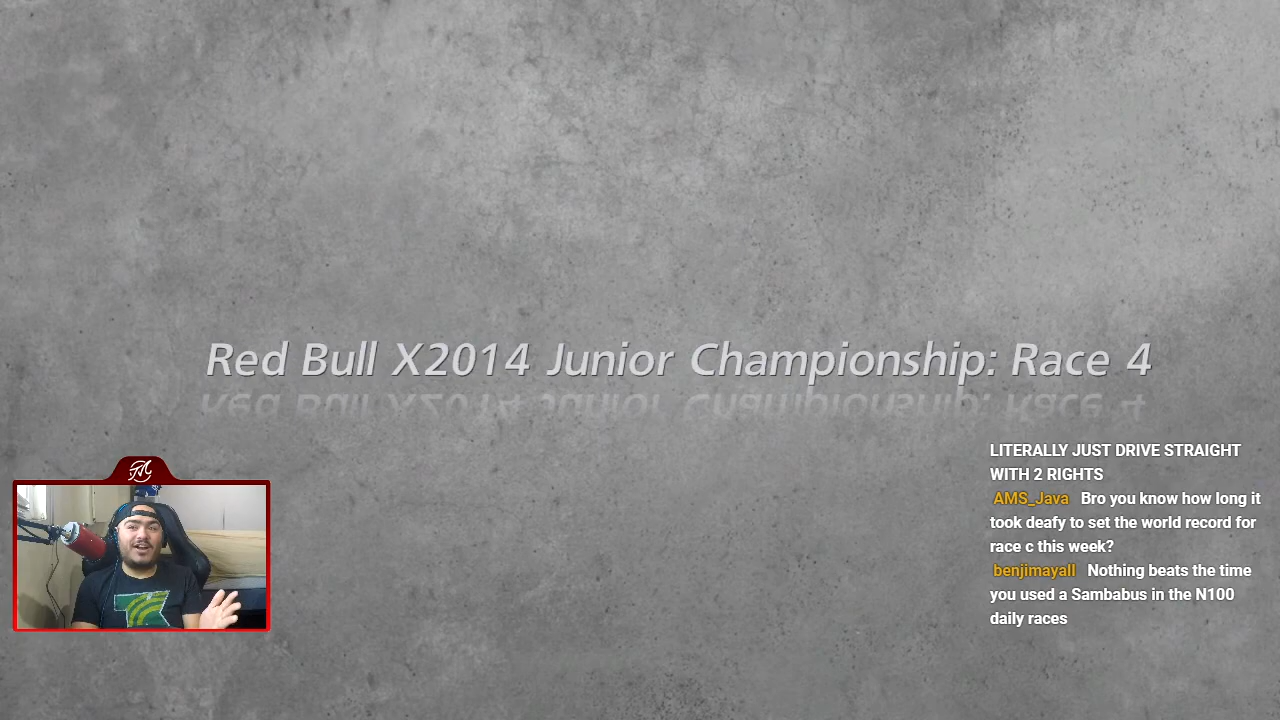 Red Bull X2014 Junior Championship: Race 4
LITERALLY JUST DRIVE STRAIGHT
WITH 2 RIGHTS
AMS_Java Bro you know how long it
took deafy to set the world record for
race c this week?
benjimayall Nothing beats the time
you used a Sambabus in the N100
daily races